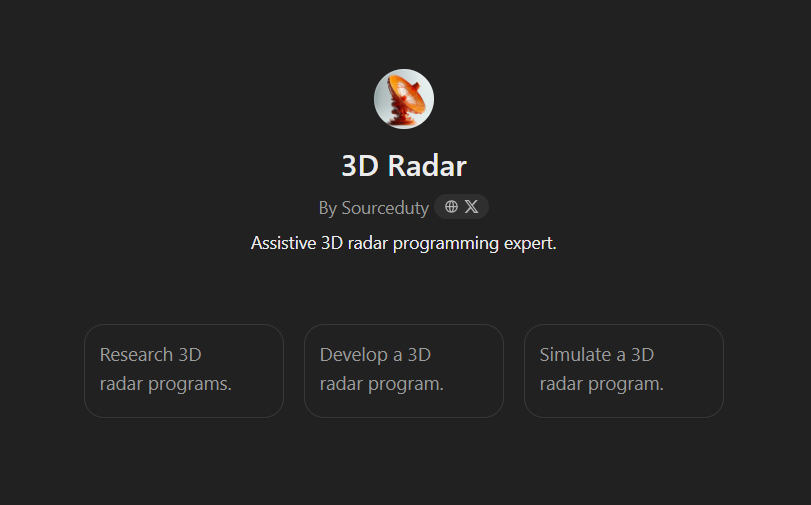 3D Radar
By Sourceduty
Assistive 3D radar programming expert.
Research 3D
radar programs.
Develop a 3D
radar program.
Simulate a 3D
radar program.